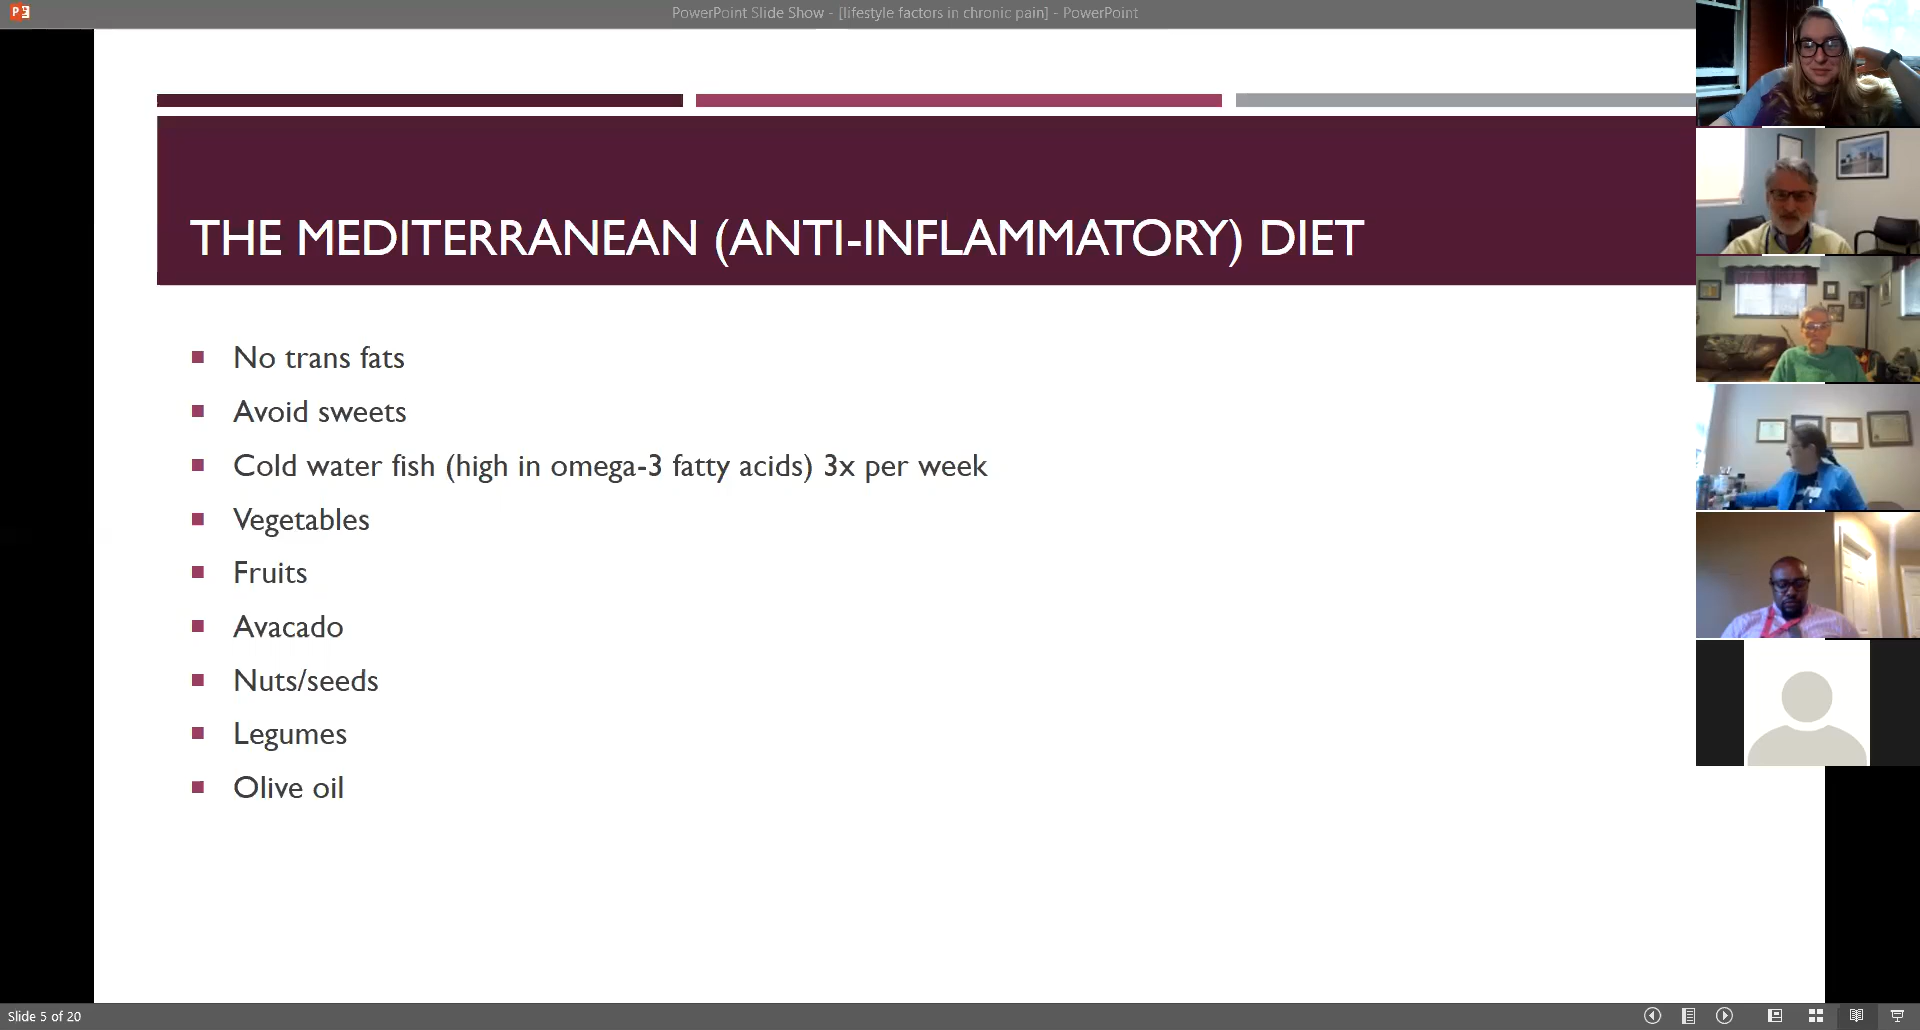 PowerPoint Slide Show - [lifestyle factors in chronic pain] - PowerPoint
THE MEDITERRANEAN (ANTI-INFLAMMATORY) DIET
No trans fats
Avoid sweets
Cold water fish (high in omega-3 fatty acids) 3x per week
Vegetables
Fruits
Avacado
Nuts/seeds
Legumes
Olive oil
Slide 5 of 20